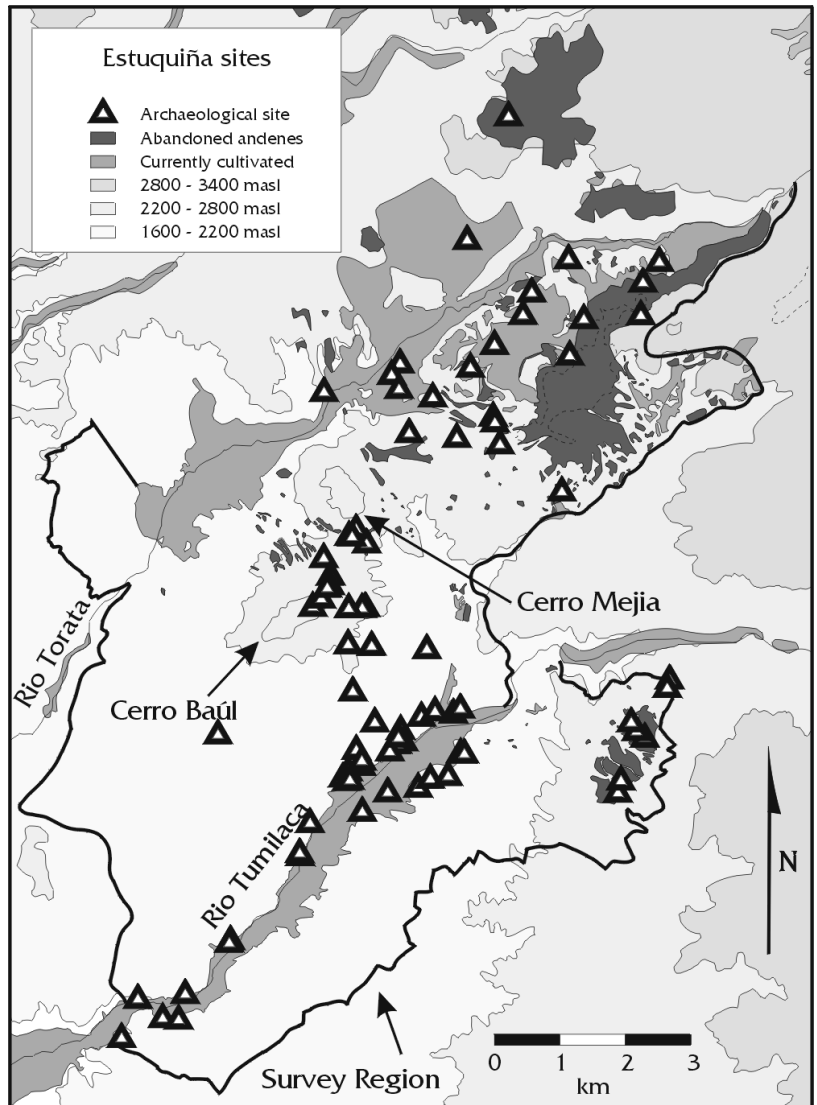 Estuquiña sites
Archaeological site
Abandoned andenes
Currently cultivated
2800 - 3400 masl
2200 - 2800 masl
1600 - 2200 masl
Cerro Mejia
Rio Torata
Cerro Baúl
Rio Tumilaca
N
Survey Region
0 1 2 3
km